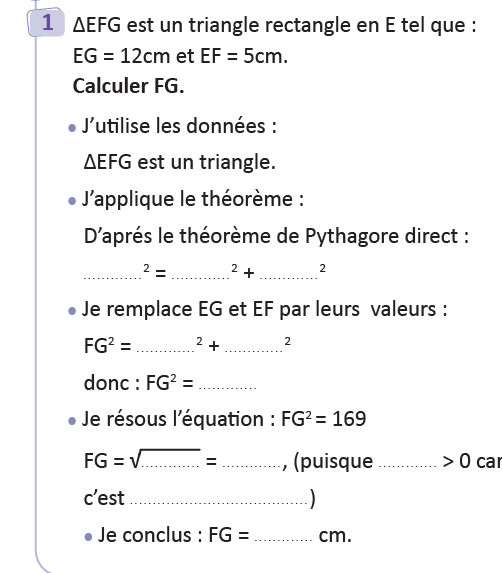 1 ΔEFG est un triangle rectangle en E tel que :
EG = 12cm et EF = 5cm.
Calculer FG.
• J’utilise les données :
ΔEFG est un triangle.
• J’applique le théorème :
D’aprés le théorème de Pythagore direct :
.............² = .............² + .............²
• Je remplace EG et EF par leurs valeurs :
FG² = .............² + .............²
donc : FG² = .............
• Je résous l’équation : FG² = 169
FG = √............. = ............., (puisque ............. > 0 car
c’est .......................................)
• Je conclus : FG = ............. cm.